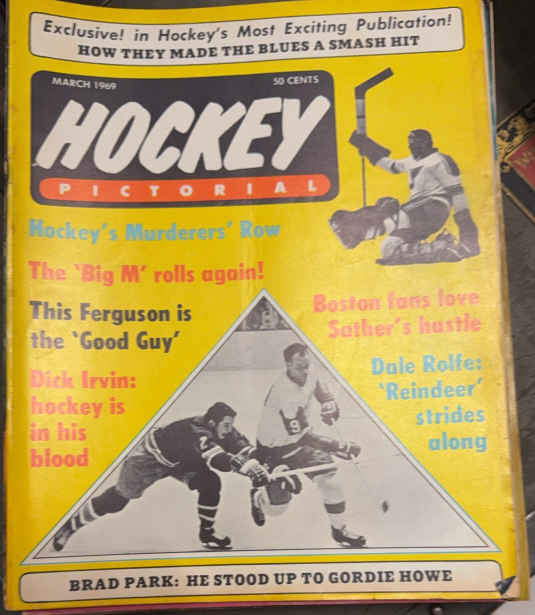 Exclusive! in Hockey's Most Exciting Publication!
HOW THEY MADE THE BLUES A SMASH HIT
MARCH 1969
50 CENTS
HOCKEY
PICTORIAL
Hockey's Murderers' Row
The 'Big M' rolls again!
This Ferguson is
the 'Good Guy'
Boston fans love
Sather's hustle
Dick Irvin:
hockey is
in his
blood
Dale Rolfe:
'Reindeer'
strides
along
2
9
BRAD PARK: HE STOOD UP TO GORDIE HOWE